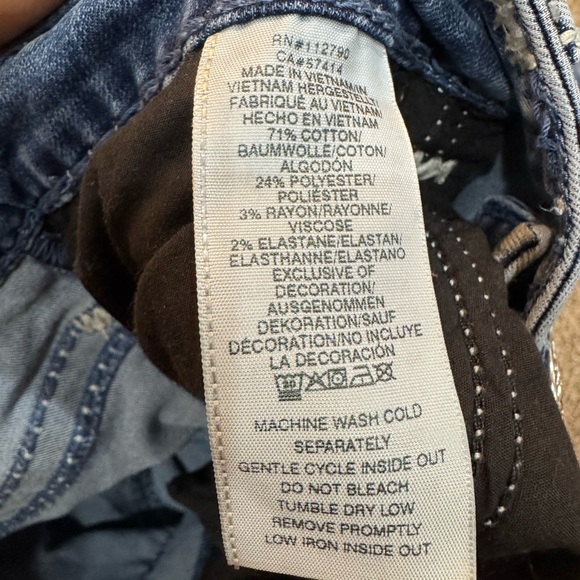 RN#112790
CA#57414
MADE IN VIETNAM/IN
VIETNAM HERGESTELLT/
FABRIQUÉ AU VIETNAM/
HECHO EN VIETNAM
71% COTTON/
BAUMWOLLE/COTON/
ALGODÓN
24% POLYESTER/
POLIÉSTER
3% RAYON/RAYONNE/
VISCOSE
2% ELASTANE/ELASTAN/
ELASTHANNE/ELASTANO
EXCLUSIVE OF
DECORATION/
AUSGENOMMEN
DEKORATION/SAUF
DÉCORATION/NO INCLUYE
LA DECORACIÓN
MACHINE WASH COLD
SEPARATELY
GENTLE CYCLE INSIDE OUT
DO NOT BLEACH
TUMBLE DRY LOW
REMOVE PROMPTLY
LOW IRON INSIDE OUT